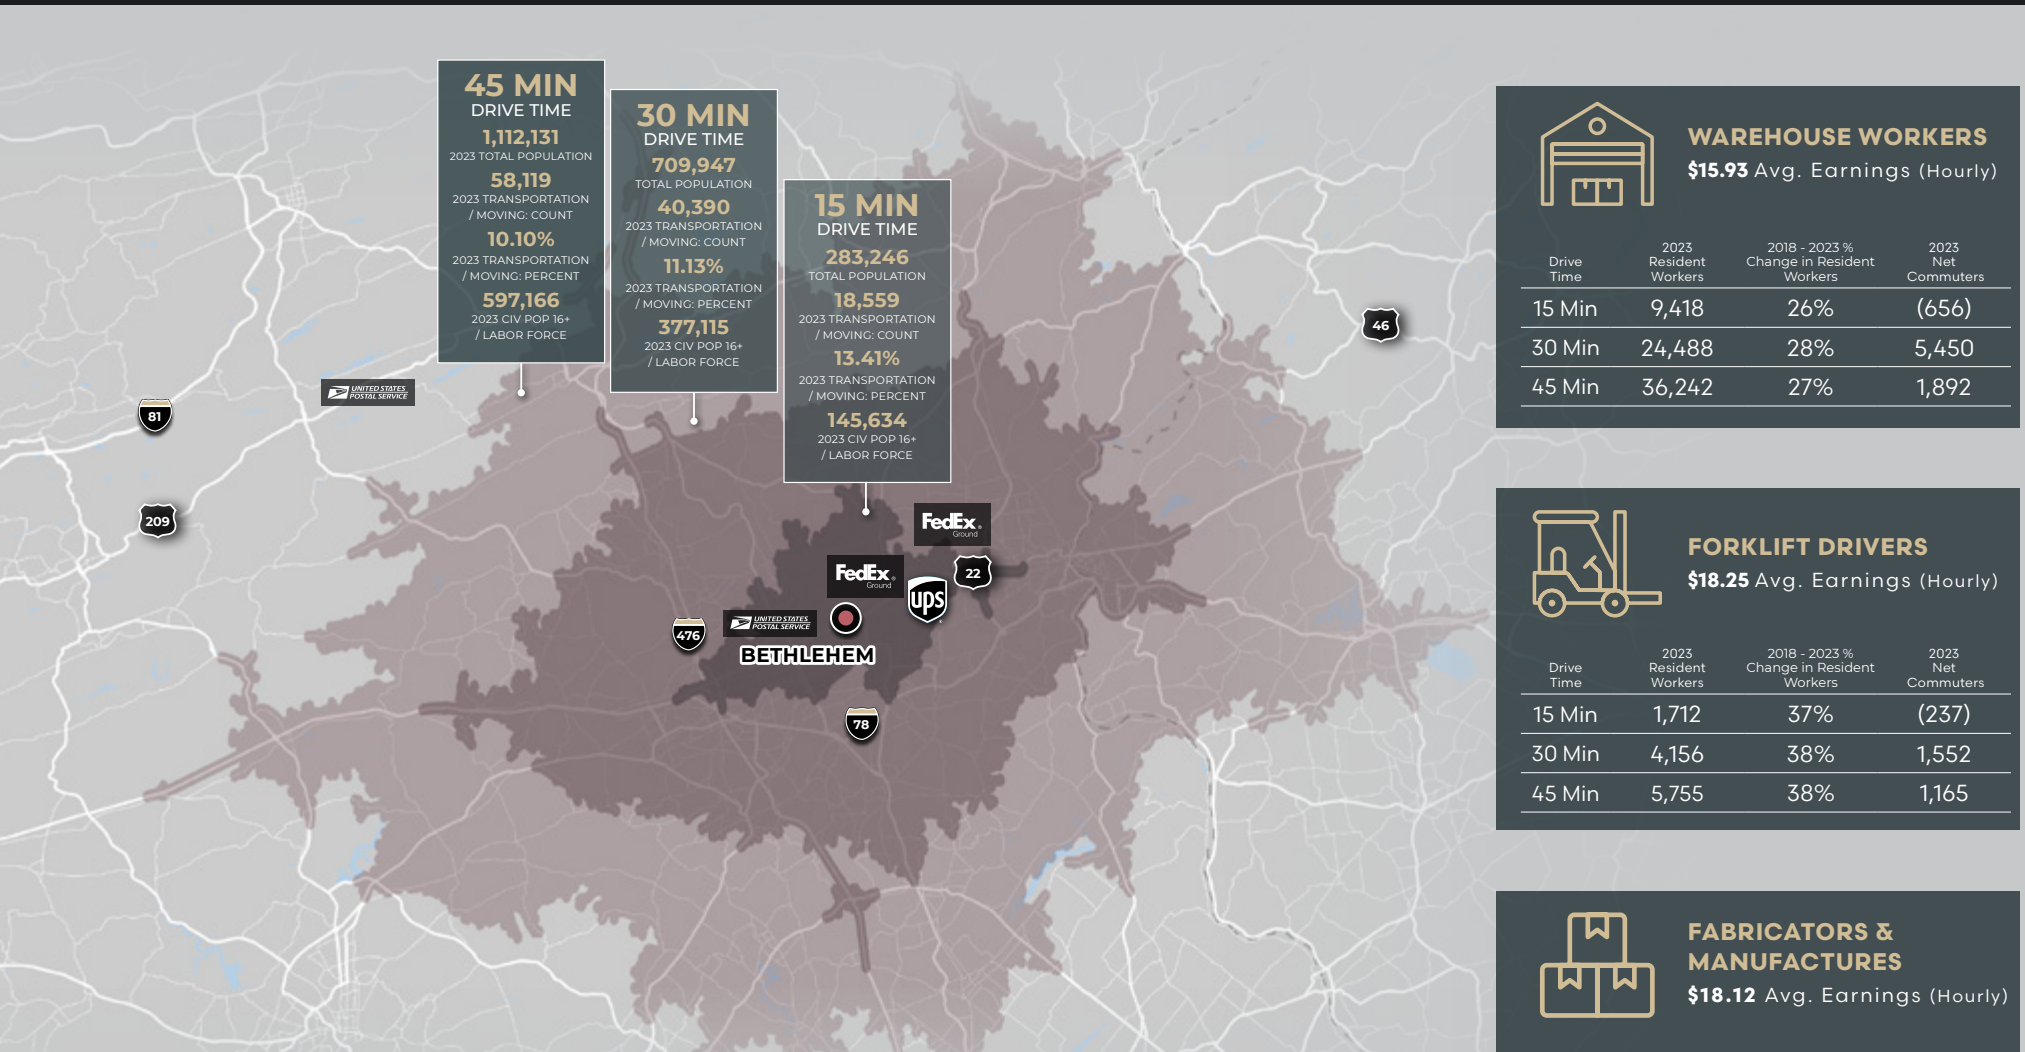 45 MIN
DRIVE TIME
1,112,131
2023 TOTAL POPULATION
58,119
2023 TRANSPORTATION
/ MOVING: COUNT
10.10%
2023 TRANSPORTATION
/ MOVING: PERCENT
597,166
2023 CIV POP 16+
/ LABOR FORCE
30 MIN
DRIVE TIME
709,947
TOTAL POPULATION
40,390
2023 TRANSPORTATION
/ MOVING: COUNT
11.13%
2023 TRANSPORTATION
/ MOVING: PERCENT
377,115
2023 CIV POP 16+
/ LABOR FORCE
15 MIN
DRIVE TIME
283,246
TOTAL POPULATION
18,559
2023 TRANSPORTATION
/ MOVING: COUNT
13.41%
2023 TRANSPORTATION
/ MOVING: PERCENT
145,634
2023 CIV POP 16+
/ LABOR FORCE
UNITED STATES
POSTAL SERVICE
81
209
46
FedEx®
Ground
22
FedEx®
Ground
ups
UNITED STATES
POSTAL SERVICE
476
BETHLEHEM
78
WAREHOUSE WORKERS
$15.93 Avg. Earnings (Hourly)
Drive
Time
2023
Resident
Workers
2018 - 2023 %
Change in Resident
Workers
2023
Net
Commuters
15 Min 9,418 26% (656)
30 Min 24,488 28% 5,450
45 Min 36,242 27% 1,892
FORKLIFT DRIVERS
$18.25 Avg. Earnings (Hourly)
Drive
Time
2023
Resident
Workers
2018 - 2023 %
Change in Resident
Workers
2023
Net
Commuters
15 Min 1,712 37% (237)
30 Min 4,156 38% 1,552
45 Min 5,755 38% 1,165
FABRICATORS &
MANUFACTURES
$18.12 Avg. Earnings (Hourly)